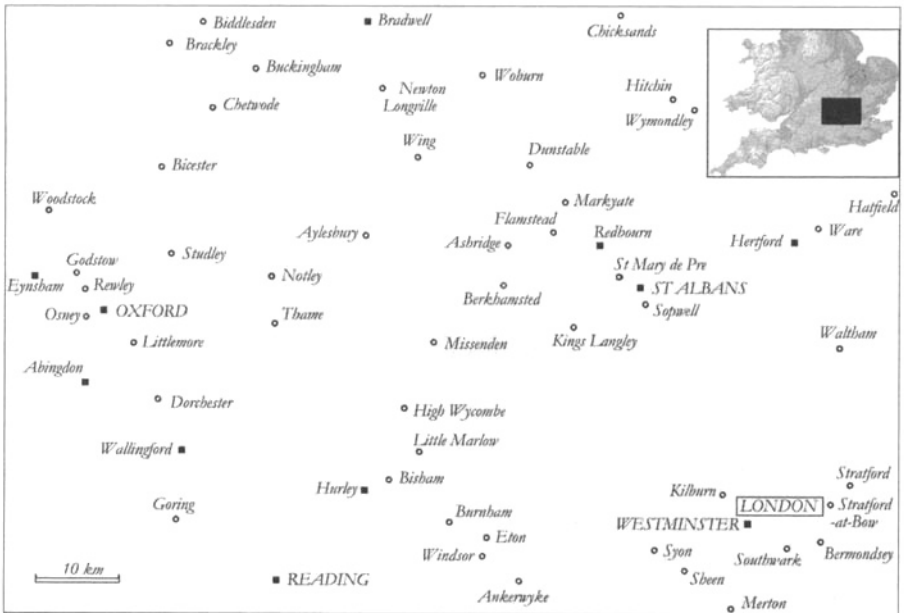 Biddlesden
Bradwell
Chicksands
Brackley
Buckingham
Woburn
Newton
Longville
Hitchin
Chetwode
Wymondley
Wing
Dunstable
Bicester
Woodstock
Markyate
Hatfield
Flamstead
Aylesbury
Ashridge
Redbourn
Hertford
Ware
Studley
Godstow
Notley
St Mary de Pre
Eynsham
Rewley
Berkhamsted
ST ALBANS
Sopwell
Osney
OXFORD
Thame
Littlemore
Missenden
Kings Langley
Waltham
Abingdon
Dorchester
High Wycombe
Little Marlow
Wallingford
Bisham
Stratford
Hurley
Kilburn
LONDON
Stratford
-at-Bow
Goring
Burnham
WESTMINSTER
Eton
Windsor
Syon
Southwark
Bermondsey
10 km
READING
Sheen
Ankerwyke
Merton